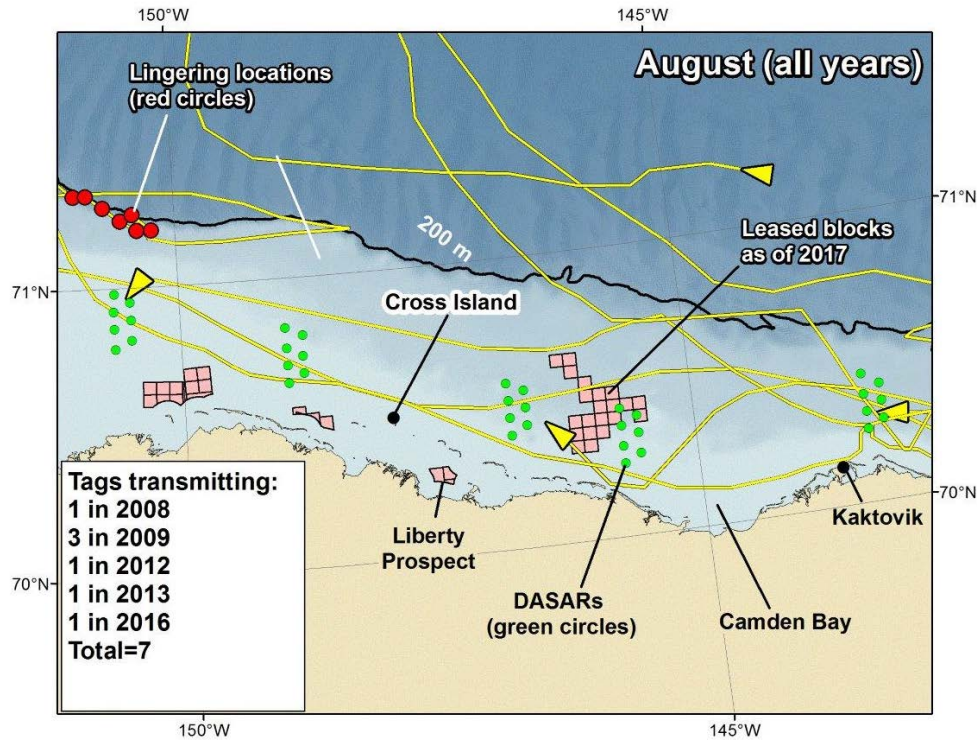 150°W
145°W
Lingering locations
(red circles)
August (all years)
71°N
200 m
Leased blocks
as of 2017
71°N
Cross Island
Tags transmitting:
1 in 2008
3 in 2009
1 in 2012
1 in 2013
1 in 2016
Total=7
Liberty
Prospect
Kaktovik
70°N
70°N
DASARs
(green circles)
Camden Bay
150°W
145°W